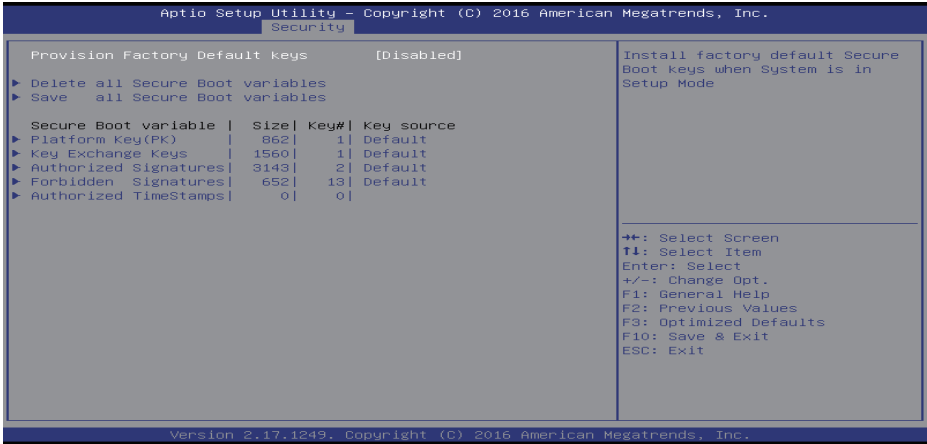 Aptio Setup Utility – Copyright (C) 2016 American Megatrends, Inc.
Security
Provision Factory Default keys [Disabled]
▶ Delete all Secure Boot variables
▶ Save all Secure Boot variables
Secure Boot variable | Size| Key#| Key source
▶ Platform Key(PK) | 862| 1| Default
▶ Key Exchange Keys | 1560| 1| Default
▶ Authorized Signatures| 3143| 2| Default
▶ Forbidden Signatures| 652| 13| Default
▶ Authorized TimeStamps| 0| 0|
Install factory default Secure
Boot keys when System is in
Setup Mode
→←: Select Screen
↑↓: Select Item
Enter: Select
+/-: Change Opt.
F1: General Help
F2: Previous Values
F3: Optimized Defaults
F10: Save & Exit
ESC: Exit
Version 2.17.1249. Copyright (C) 2016 American Megatrends, Inc.